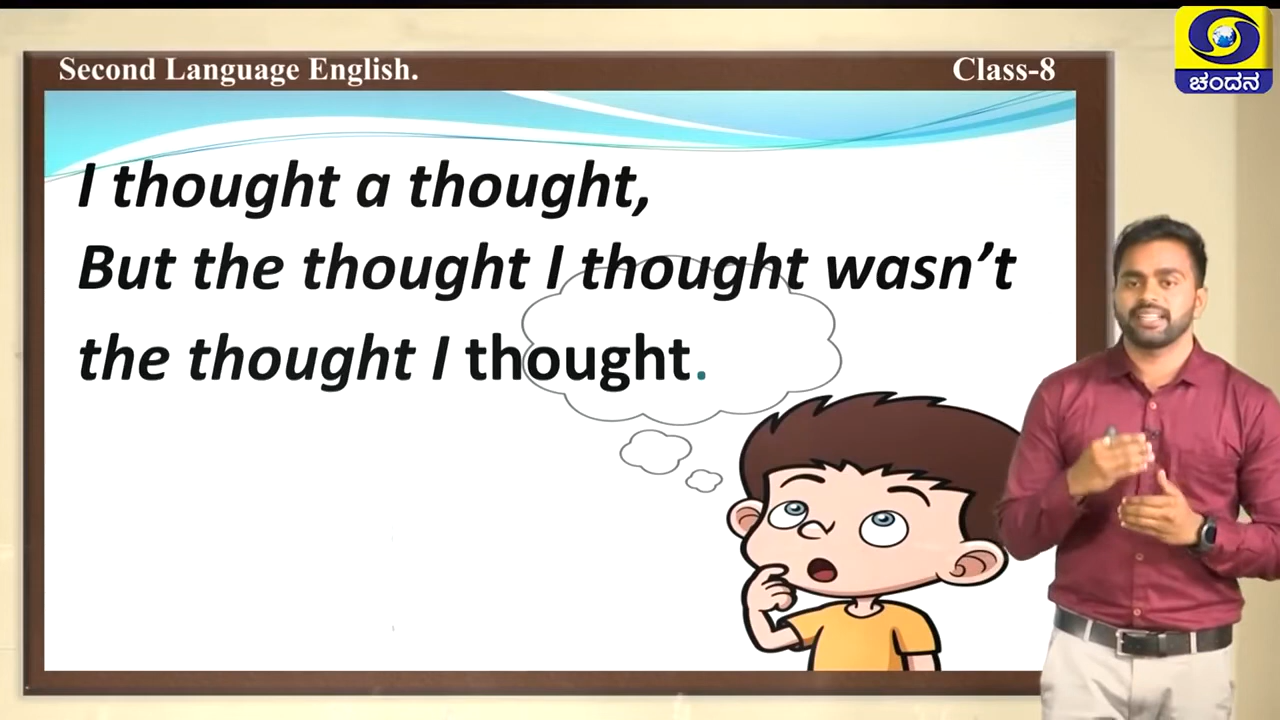 Second Language English. Class-8
ಚಂದನ
I thought a thought,
But the thought I thought wasn’t
the thought I thought.